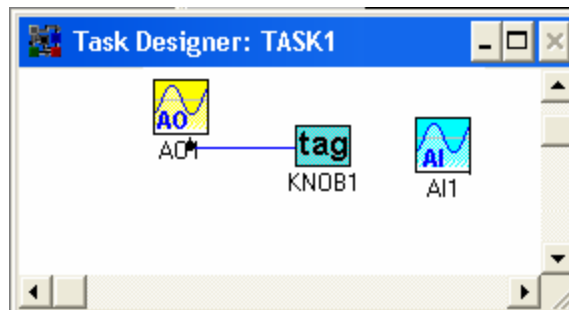 Task Designer: TASK1
AO
AO1
tag
KNOB1
AI
AI1